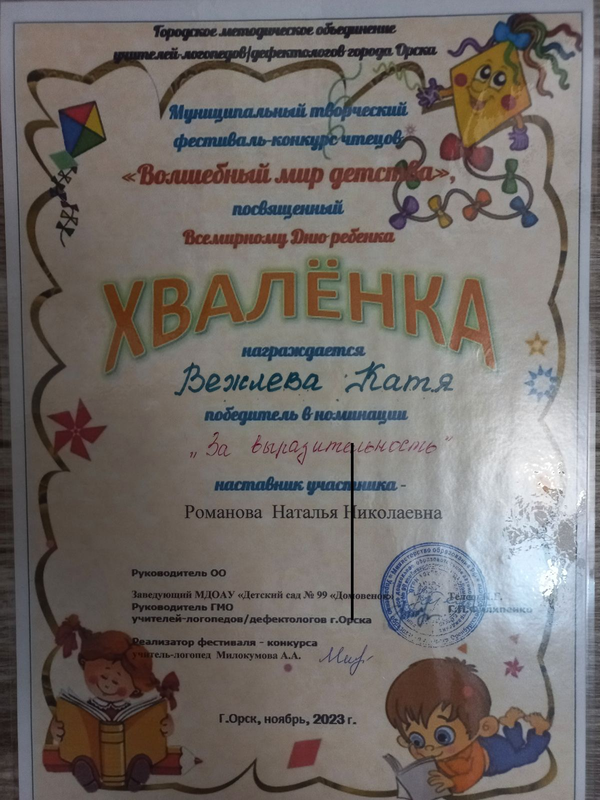 Городское методическое объединение
учителей-логопедов/дефектологов города Орска
Муниципальный творческий
фестиваль-конкурс чтецов
«Волшебный мир детства»,
посвященный
Всемирному Дню ребенка
ХВАЛЁНКА
награждается
Вежлева Катя
победитель в номинации
„За выразительность"
наставник участника -
Романова Наталья Николаевна
Руководитель ОО
Заведующий МДОАУ «Детский сад № 99 «Домовенок»
Руководитель ГМО
учителей-логопедов/дефектологов г.Орска
Реализатор фестиваля - конкурса
учитель-логопед Милокумова А.А.
Г.Орск, ноябрь, 2023 г.